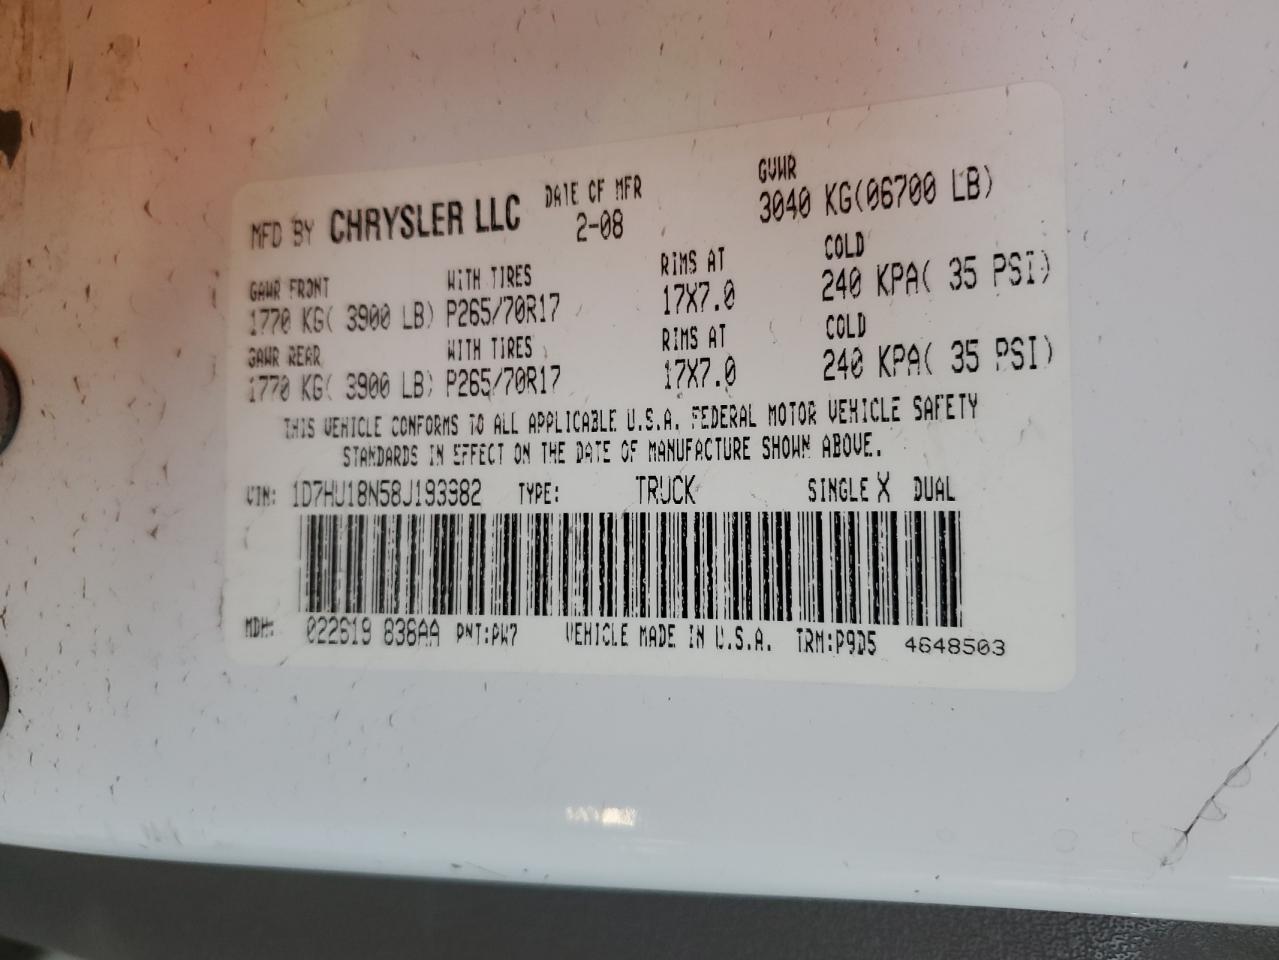 MFD BY CHRYSLER LLC DATE OF MFR 2-08 GVWR 3040 KG(06700 LB)
GAWR FRONT WITH TIRES RIMS AT COLD
1770 KG( 3900 LB) P265/70R17 17X7.0 240 KPA( 35 PSI)
GAWR REAR WITH TIRES RIMS AT COLD
1770 KG( 3900 LB) P265/70R17 17X7.0 240 KPA( 35 PSI)
THIS VEHICLE CONFORMS TO ALL APPLICABLE U.S.A. FEDERAL MOTOR VEHICLE SAFETY
STANDARDS IN EFFECT ON THE DATE OF MANUFACTURE SHOWN ABOVE.
VIN: TYPE: TRUCK SINGLE X DUAL
MDH: PNT:PW7 VEHICLE MADE IN U.S.A. TRM:P9D5 4648503